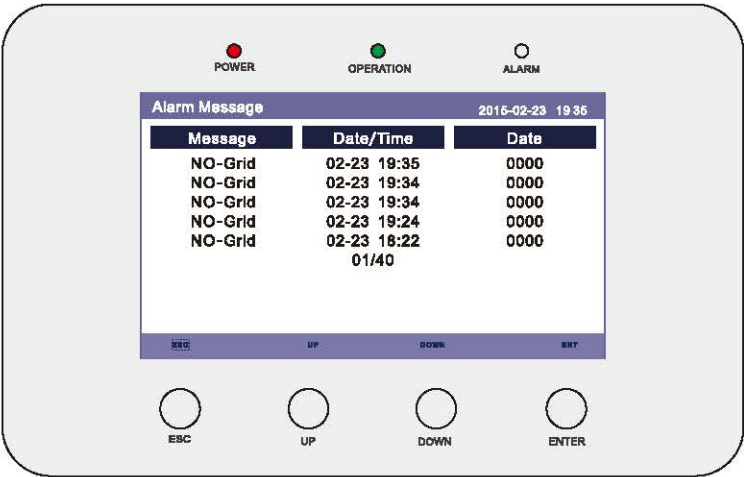 POWER OPERATION ALARM
Alarm Message 2015-02-23 19:35
Message Date/Time Date
NO-Grid 02-23 19:35 0000
NO-Grid 02-23 19:34 0000
NO-Grid 02-23 19:34 0000
NO-Grid 02-23 19:24 0000
NO-Grid 02-23 18:22 0000
01/40
ESC UP DOWN ENT
ESC UP DOWN ENTER